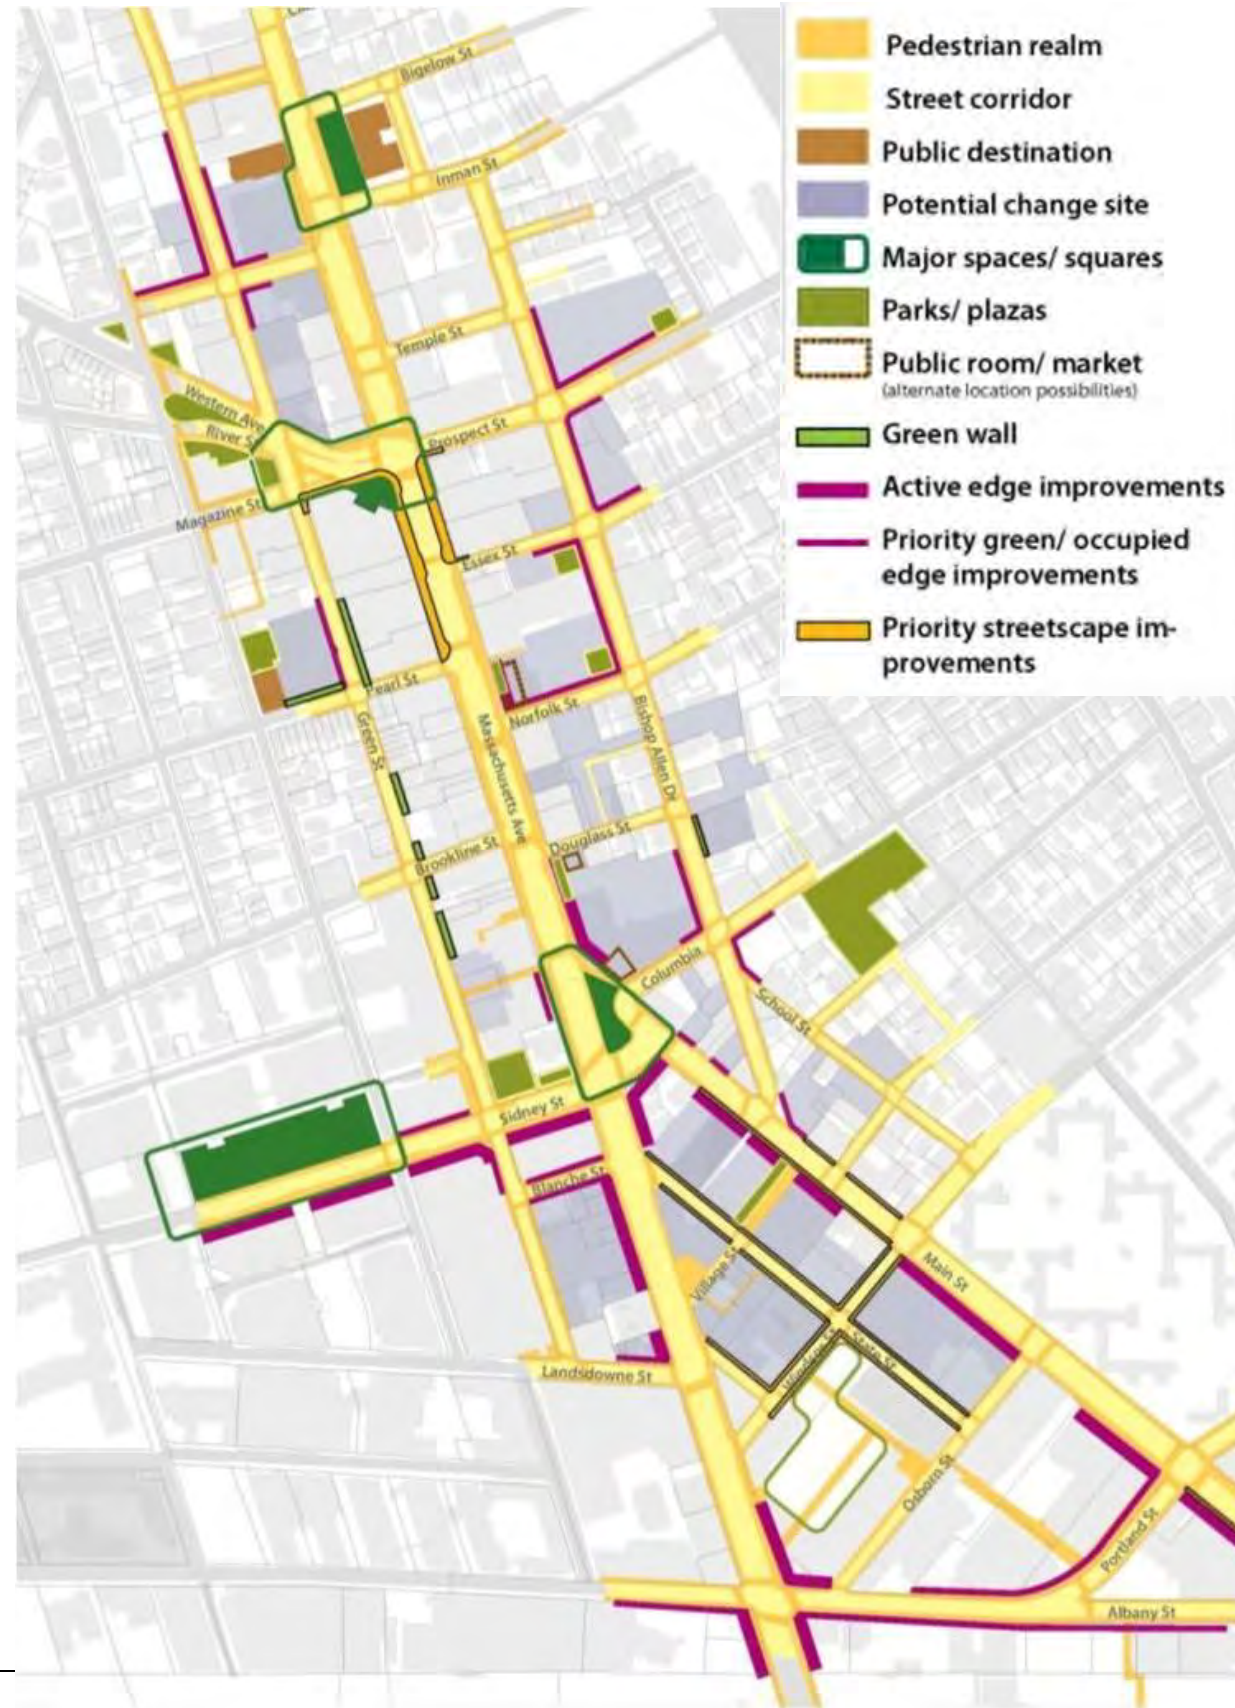 Pedestrian realm
Street corridor
Public destination
Potential change site
Major spaces/ squares
Parks/ plazas
Public room/ market
(alternate location possibilities)
Green wall
Active edge improvements
Priority green/ occupied
edge improvements
Priority streetscape im-
provements
Bigelow St
Inman St
Temple St
Western Ave
River St
Prospect St
Magazine St
Essex St
Pearl St
Norfolk St
Green St
Massachusetts Ave
Bishop Allen Dr
Douglass St
Brookline St
Columbia
School St
Sidney St
Blanche St
Village St
Main St
State St
Landsdowne St
Osborn St
Portland St
Albany St